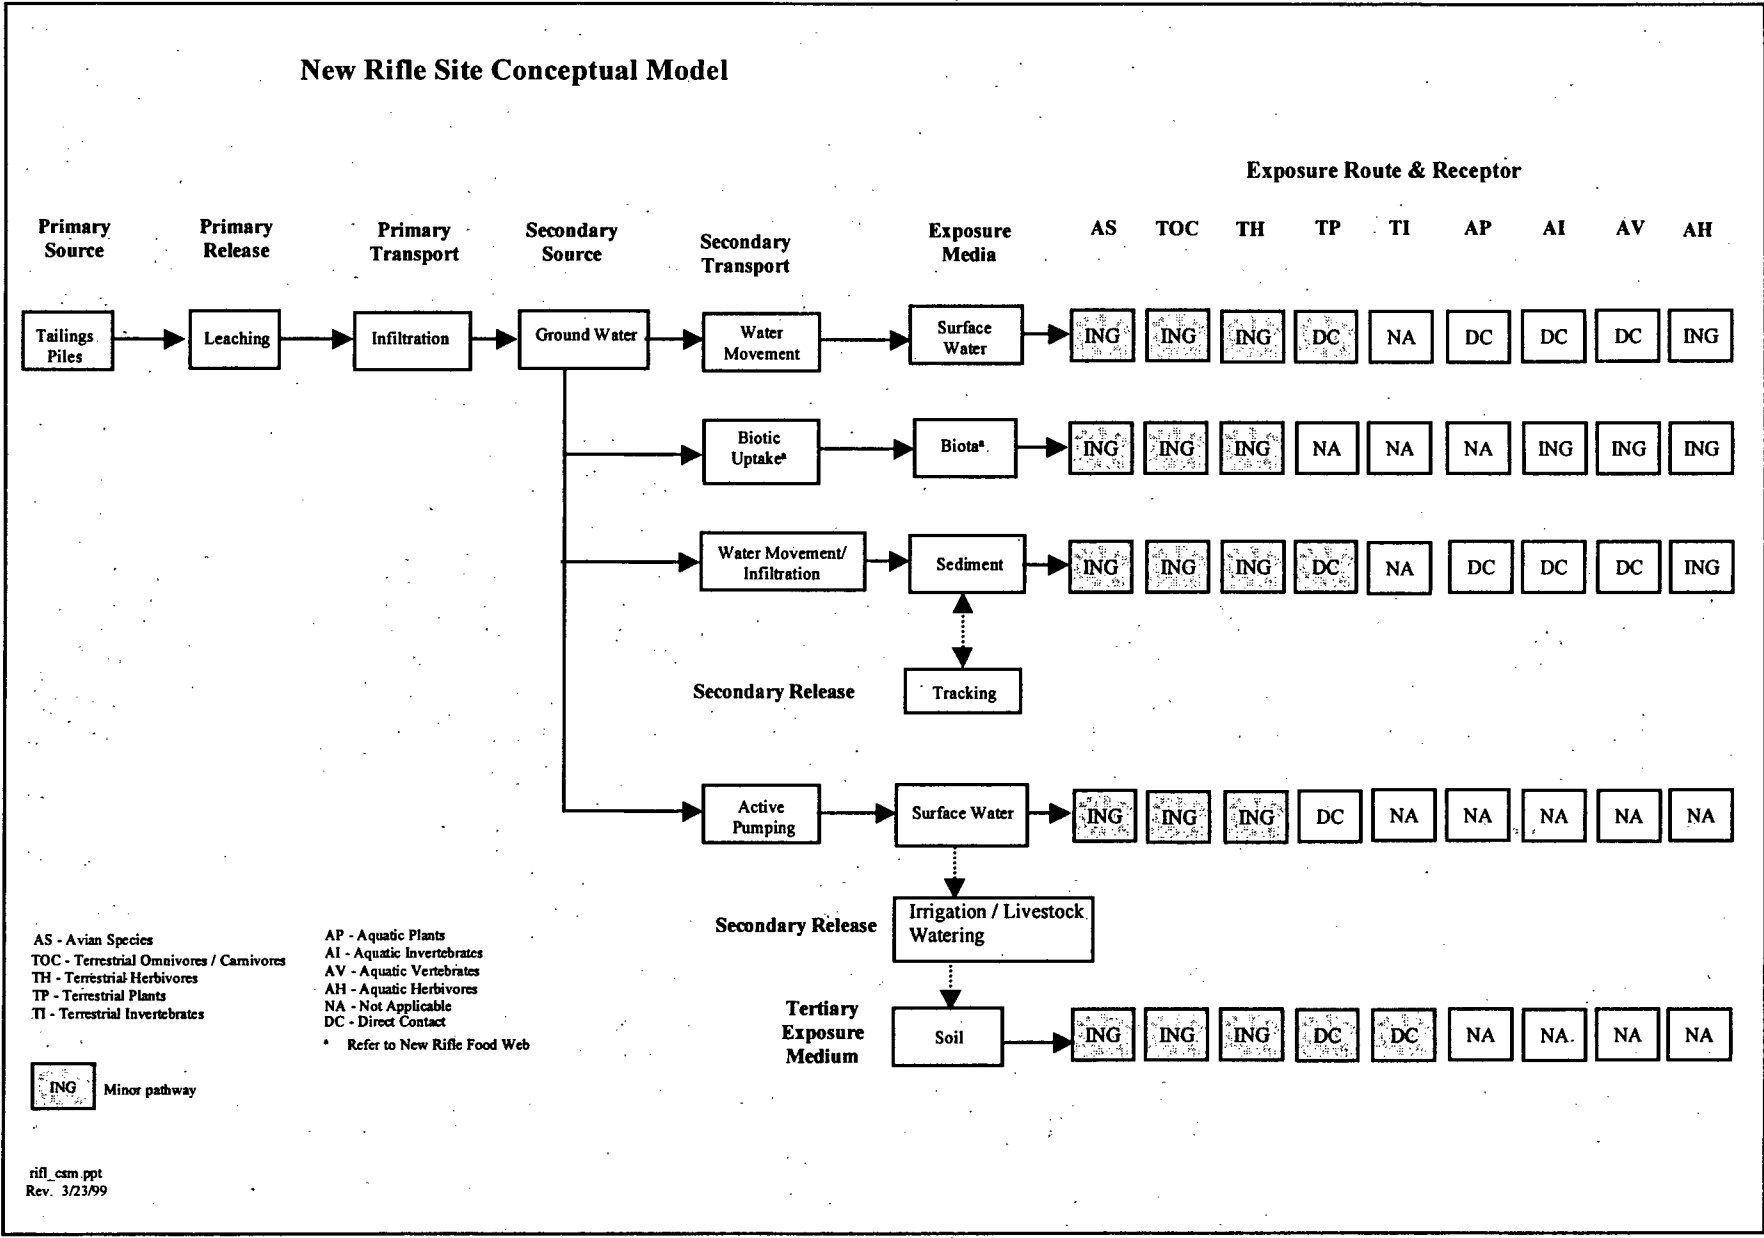 New Rifle Site Conceptual Model
Exposure Route & Receptor
Primary
Source
Primary
Release
Primary
Transport
Secondary
Source
Secondary
Transport
Exposure
Media
AS TOC TH TP TI AP AI AV AH
Tailings
Piles
Leaching
Infiltration
Ground Water
Water
Movement
Surface
Water
ING ING ING DC NA DC DC DC ING
Biotic
Uptakeª
Biotaª
ING ING ING NA NA NA ING ING ING
Water Movement/
Infiltration
Sediment
ING ING ING DC NA DC DC DC ING
Secondary Release
Tracking
Active
Pumping
Surface Water
ING ING ING DC NA NA NA NA NA
Secondary Release
Irrigation / Livestock
Watering
Tertiary
Exposure
Medium
Soil
ING ING ING DC DC NA NA NA NA
AS - Avian Species
TOC - Terrestrial Omnivores / Carnivores
TH - Terrestrial Herbivores
TP - Terrestrial Plants
TI - Terrestrial Invertebrates
AP - Aquatic Plants
AI - Aquatic Invertebrates
AV - Aquatic Vertebrates
AH - Aquatic Herbivores
NA - Not Applicable
DC - Direct Contact
ª Refer to New Rifle Food Web
ING Minor pathway
rifl_csm.ppt
Rev. 3/23/99